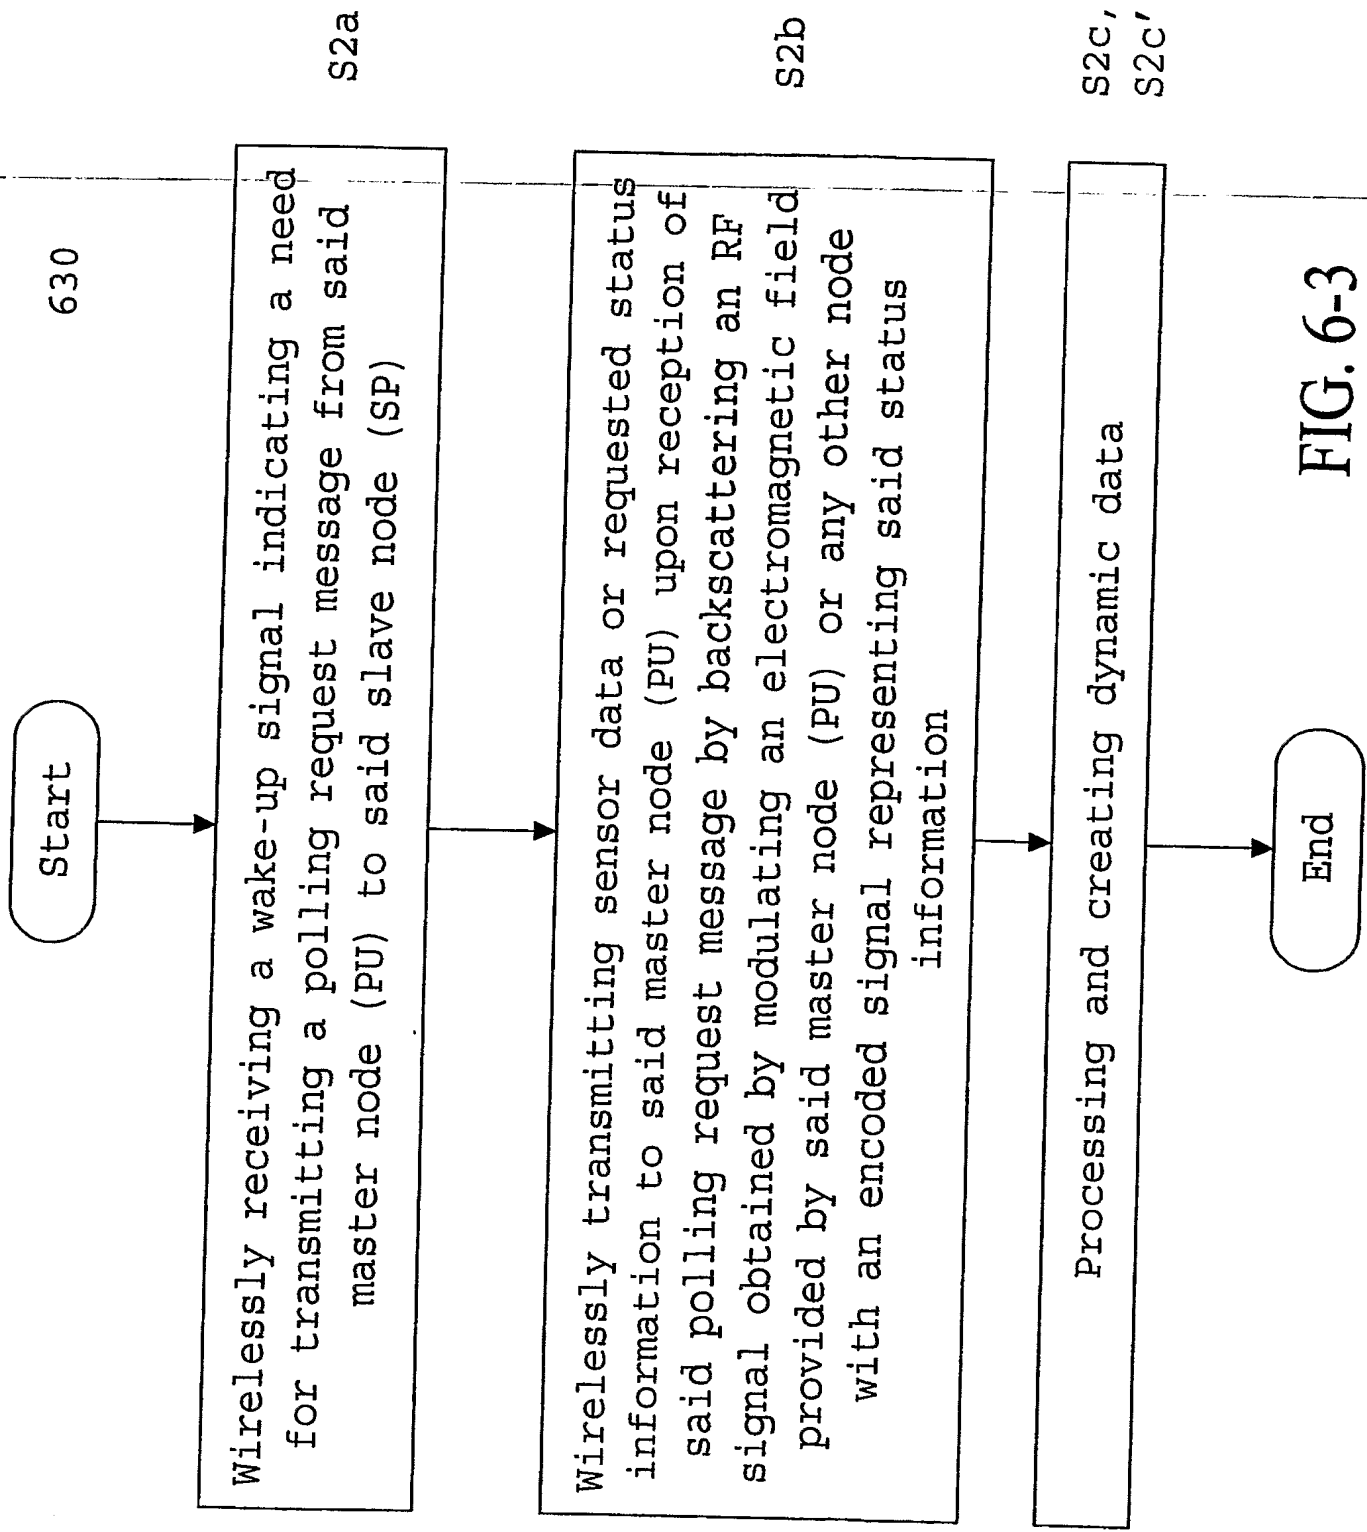 630
Start
Wirelessly receiving a wake-up signal indicating a need
for transmitting a polling request message from said
master node (PU) to said slave node (SP)
S2a
Wirelessly transmitting sensor data or requested status
information to said master node (PU) upon reception of
said polling request message by backscattering an RF
signal obtained by modulating an electromagnetic field
provided by said master node (PU) or any other node
with an encoded signal representing said status
information
S2b
Processing and creating dynamic data
S2c,
S2c'
End
FIG. 6-3